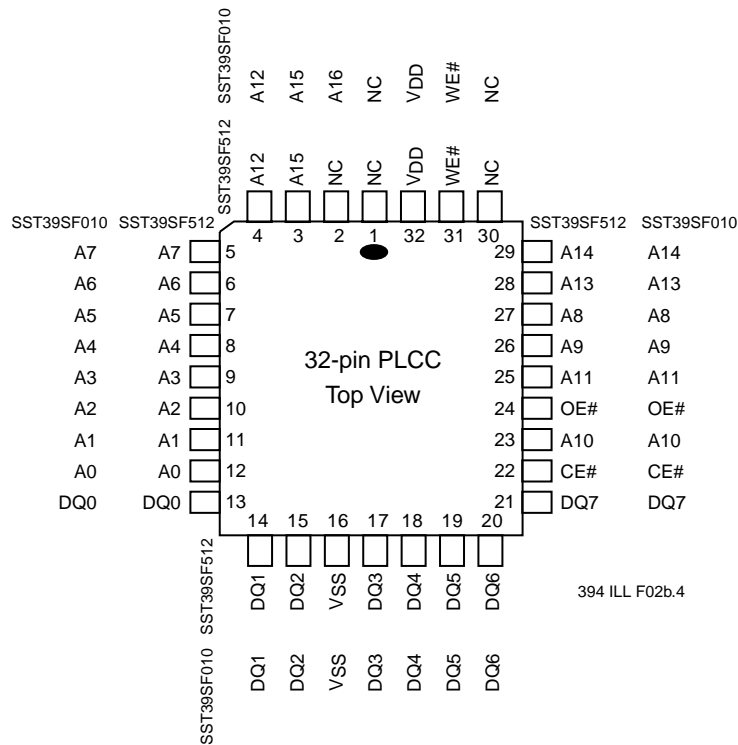 SST39SF010 A12 A15 A16 NC VDD WE# NC
SST39SF512 A12 A15 NC NC VDD WE# NC
SST39SF010 SST39SF512 4 3 2 1 32 31 30 SST39SF512 SST39SF010
A7 A7 5 29 A14 A14
A6 A6 6 28 A13 A13
A5 A5 7 27 A8 A8
A4 A4 8 26 A9 A9
32-pin PLCC
A3 A3 9 25 A11 A11
Top View
A2 A2 10 24 OE# OE#
A1 A1 11 23 A10 A10
A0 A0 12 22 CE# CE#
DQ0 DQ0 13 21 DQ7 DQ7
14 15 16 17 18 19 20
SST39SF512 DQ1 DQ2 VSS DQ3 DQ4 DQ5 DQ6
394 ILL F02b.4
SST39SF010 DQ1 DQ2 VSS DQ3 DQ4 DQ5 DQ6